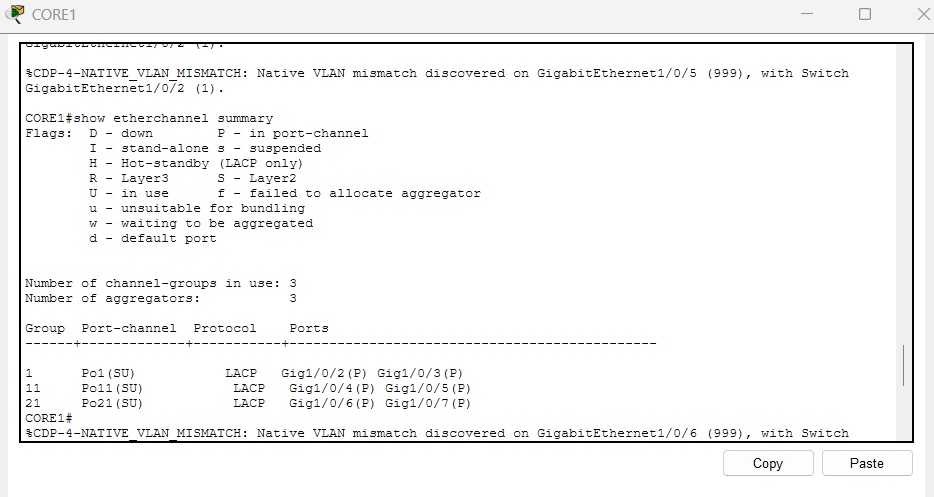 CORE1
GigabitEthernet1/0/2 (1).
%CDP-4-NATIVE_VLAN_MISMATCH: Native VLAN mismatch discovered on GigabitEthernet1/0/5 (999), with Switch
GigabitEthernet1/0/2 (1).
CORE1#show etherchannel summary
Flags:  D - down        P - in port-channel
        I - stand-alone s - suspended
        H - Hot-standby (LACP only)
        R - Layer3      S - Layer2
        U - in use      f - failed to allocate aggregator
        u - unsuitable for bundling
        w - waiting to be aggregated
        d - default port
Number of channel-groups in use: 3
Number of aggregators:           3
Group  Port-channel  Protocol    Ports
------+-------------+-----------+----------------------------------------------
1      Po1(SU)           LACP   Gig1/0/2(P) Gig1/0/3(P)
11     Po11(SU)           LACP   Gig1/0/4(P) Gig1/0/5(P)
21     Po21(SU)           LACP   Gig1/0/6(P) Gig1/0/7(P)
CORE1#
%CDP-4-NATIVE_VLAN_MISMATCH: Native VLAN mismatch discovered on GigabitEthernet1/0/6 (999), with Switch
Copy Paste